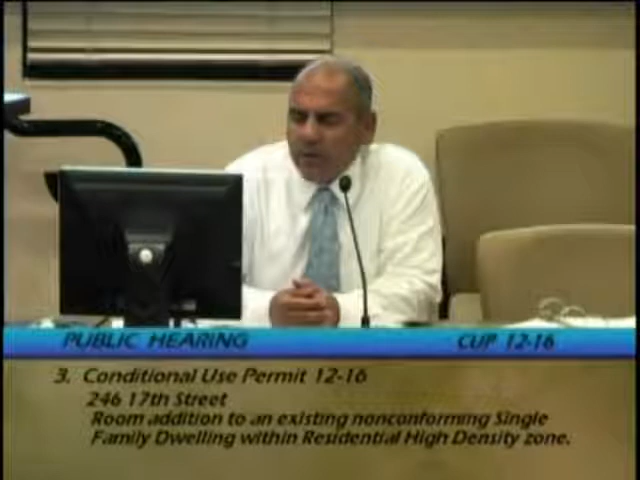 PUBLIC HEARING CUP 12-16
3. Conditional Use Permit 12-16
246 17th Street
Room addition to an existing nonconforming Single
Family Dwelling within Residential High Density zone.